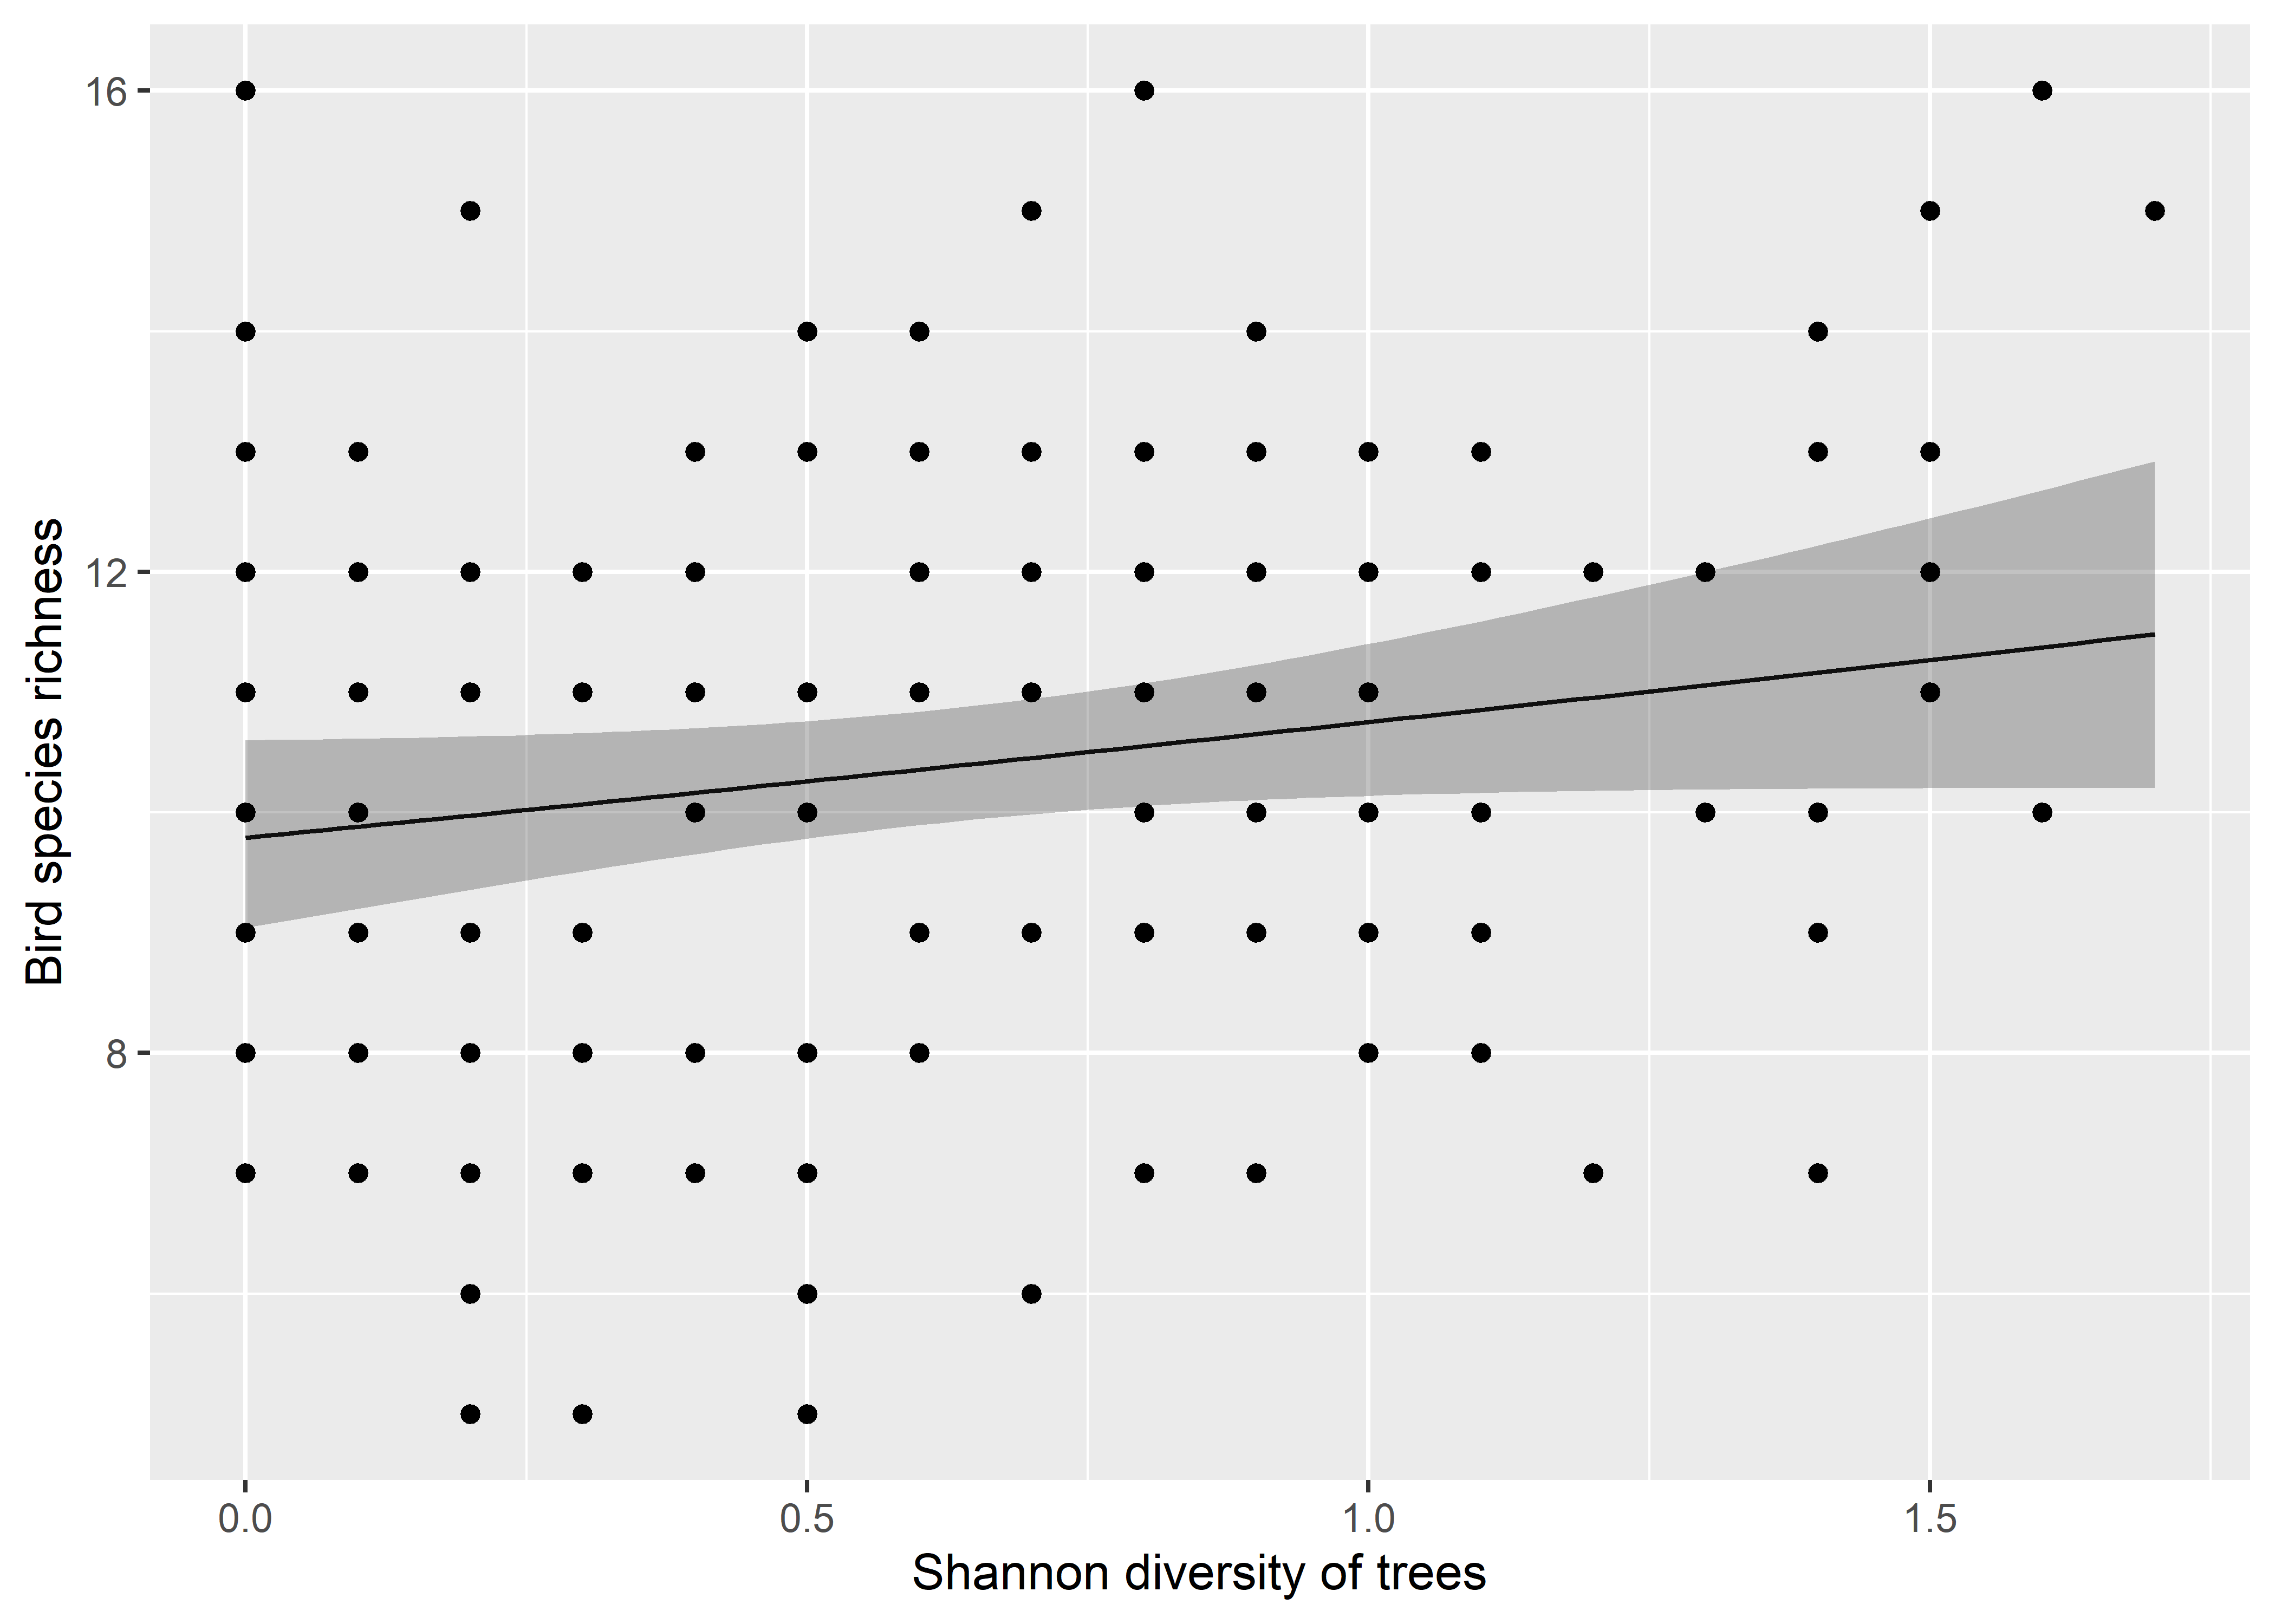 16
12
8
Bird species richness
0.0 0.5 1.0 1.5
Shannon diversity of trees